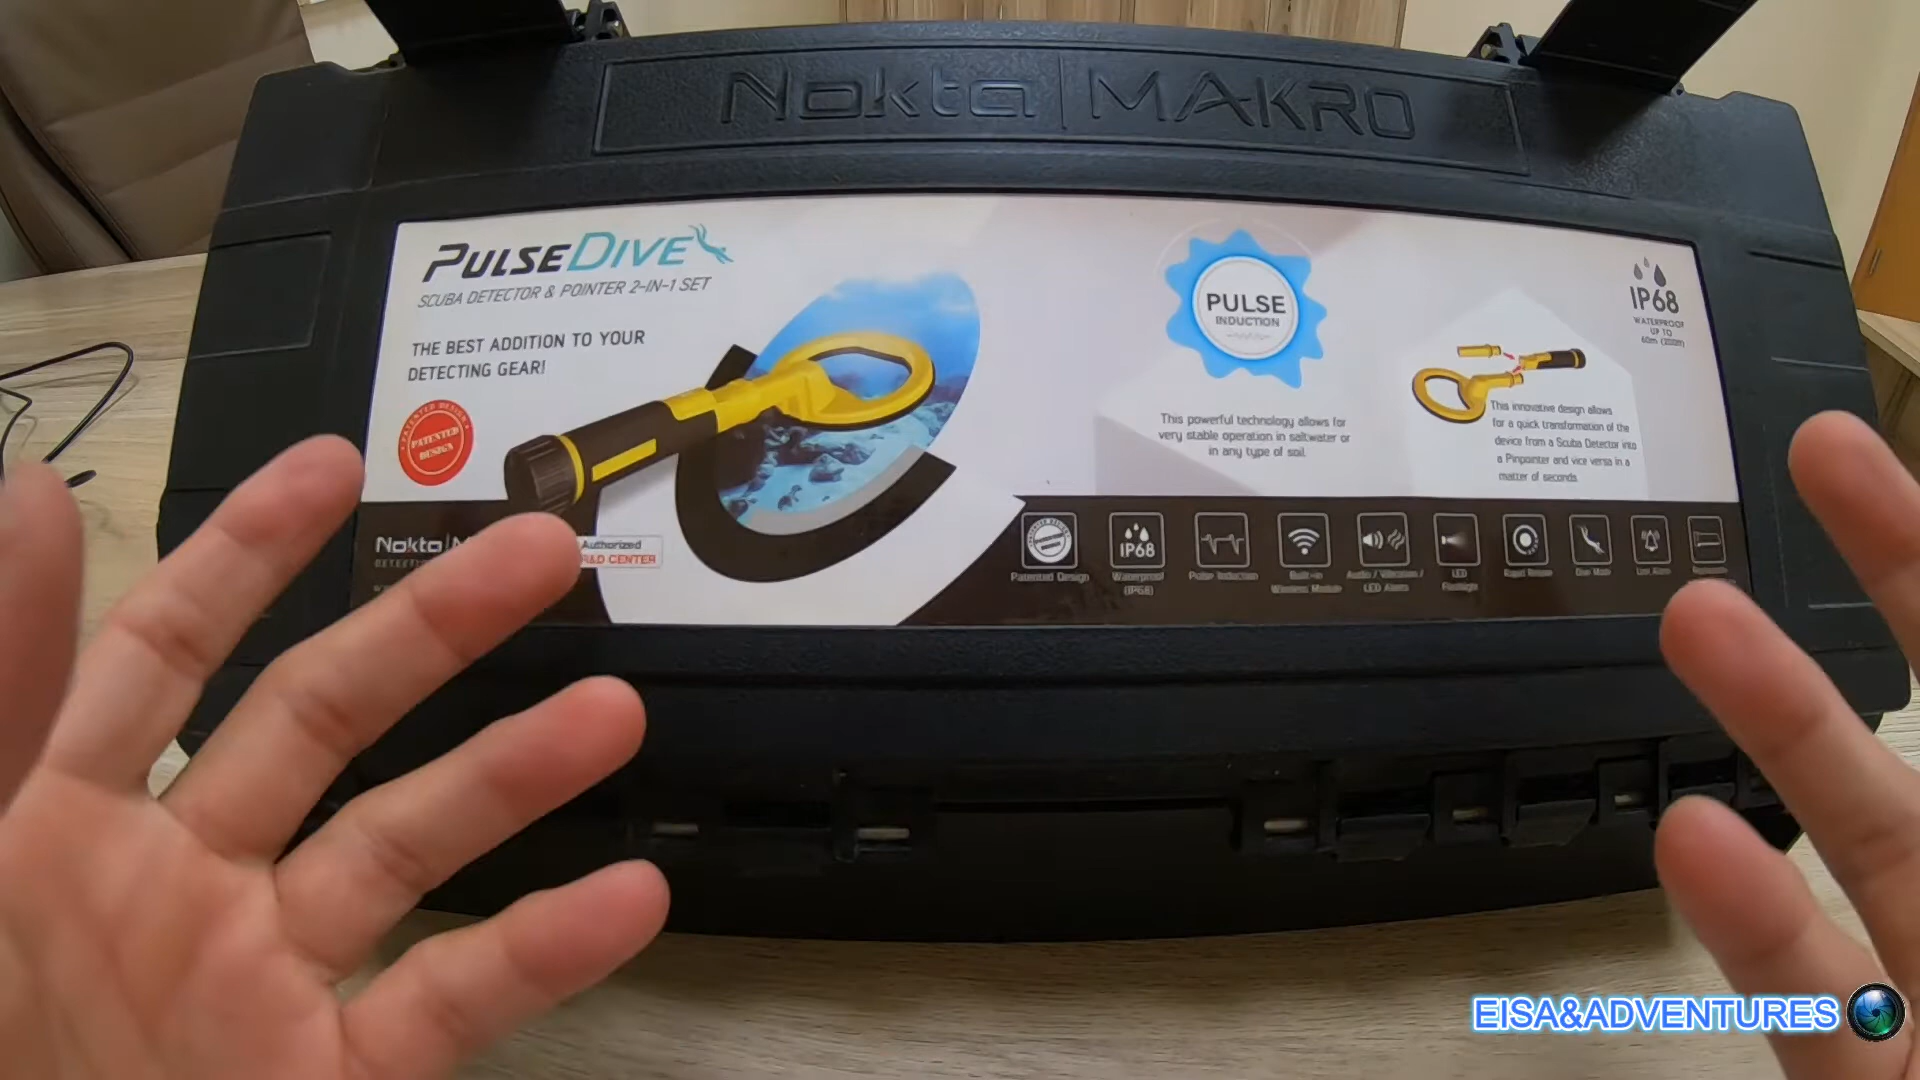 Nokta|MAKRO
PULSEDIVE
SCUBA DETECTOR & POINTER 2-IN-1 SET
THE BEST ADDITION TO YOUR
DETECTING GEAR!
PATENTED DESIGN
PATENTED
DESIGN
PULSE
INDUCTION
This powerful technology allows for
very stable operation in saltwater or
in any type of soil.
IP68
WATERPROOF
UP TO
60m (200ft)
This innovative design allows
for a quick transformation of the
device from a Scuba Detector into
a Pinpointer and vice versa in a
matter of seconds.
Nokta|M
Authorized
R&D CENTER
Patented Design
IP68
Waterproof
(IP68)
Pulse Induction
Built-in
Wireless Module
Audio / Vibration /
LED Alerts
LED
Flashlight
EISA&ADVENTURES